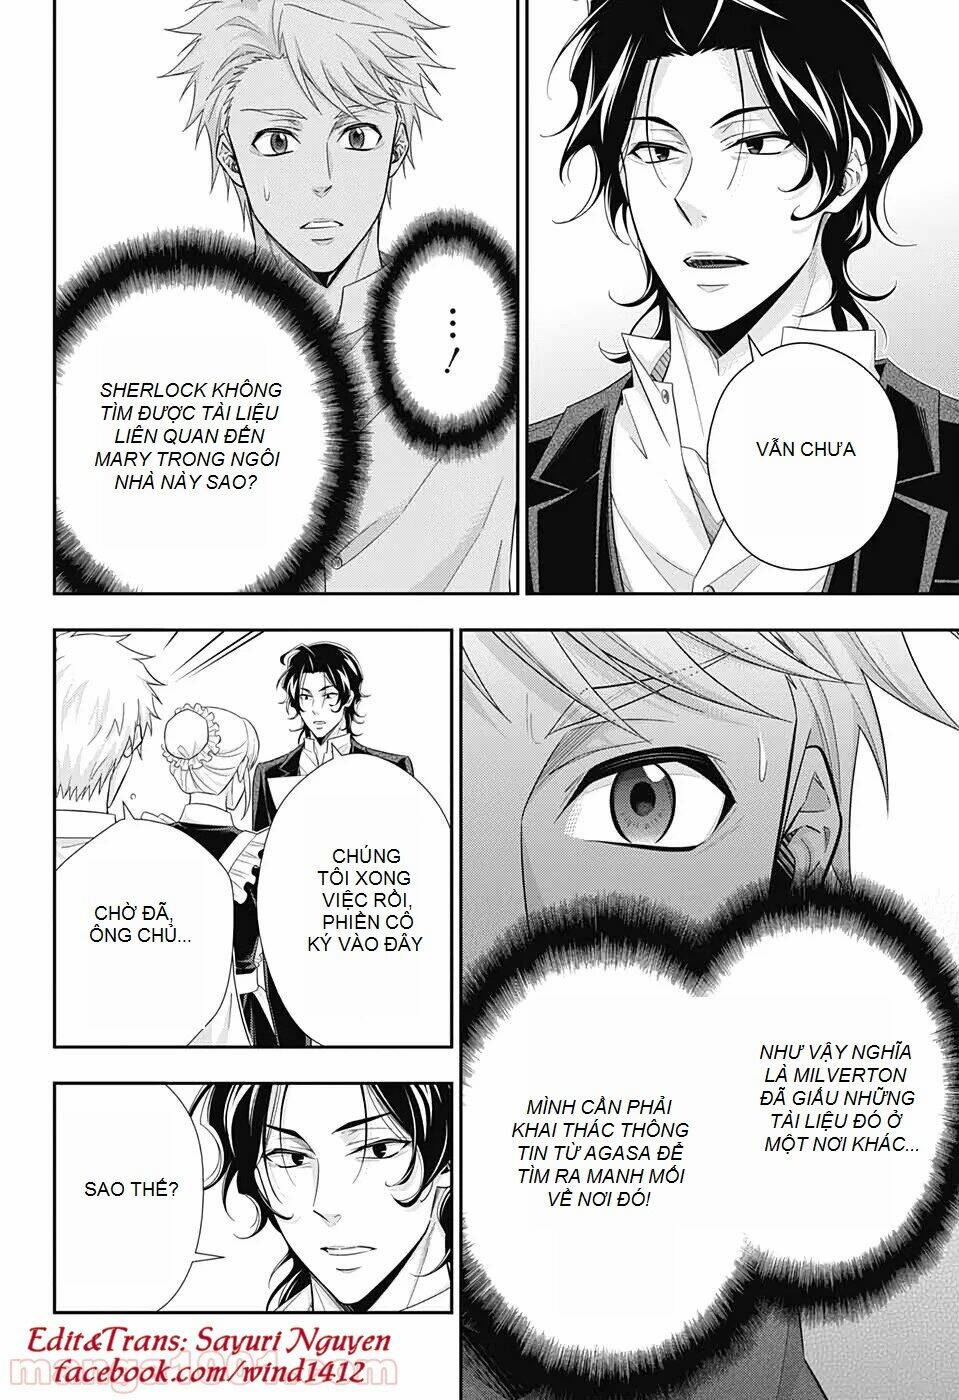 VẪN CHƯA
...!
SHERLOCK KHÔNG
TÌM ĐƯỢC TÀI LIỆU
LIÊN QUAN ĐẾN
MARY TRONG NGÔI
NHÀ NÀY SAO?
NHƯ VẬY NGHĨA
LÀ MILVERTON
ĐÃ GIẤU NHỮNG
TÀI LIỆU ĐÓ Ở
MỘT NƠI KHÁC...
MÌNH CẦN PHẢI
KHAI THÁC THÔNG
TIN TỪ AGASA ĐỂ
TÌM RA MANH MỐI
VỀ NƠI ĐÓ!
CHÚNG
TÔI XONG
VIỆC RỒI,
PHIỀN CÔ
KÝ VÀO ĐÂY
CHỜ ĐÃ,
ÔNG CHỦ...
SAO THẾ?
Edit&Trans: Sayuri Nguyen
facebook.com/wind1412